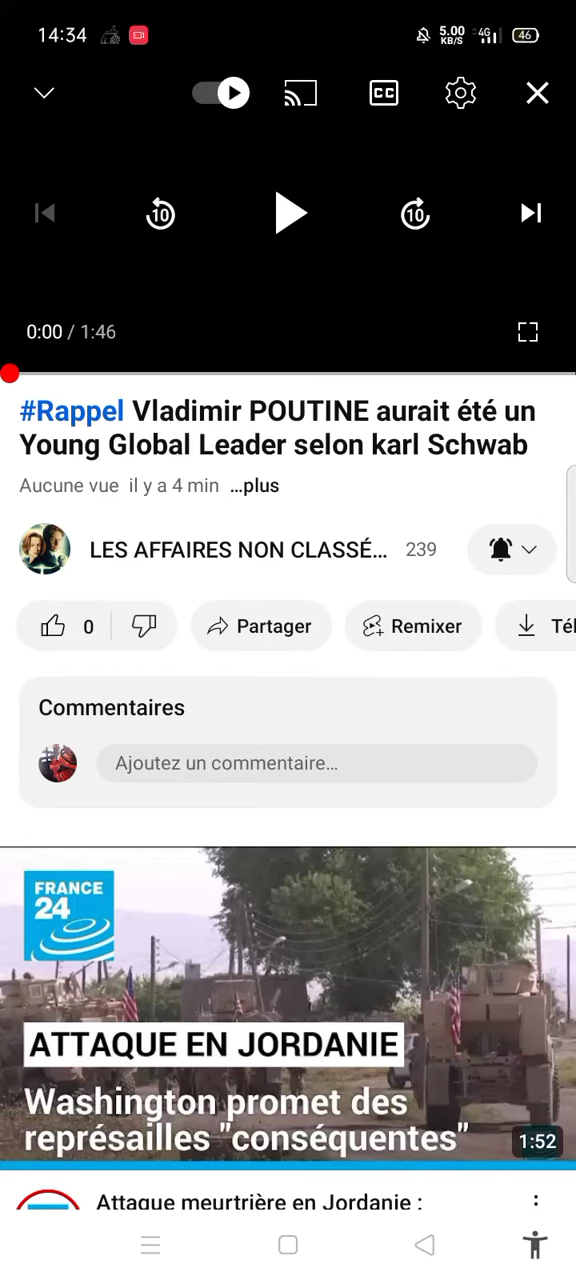 14:34
5.00
KB/S
4G
46
CC
10
10
0:00 / 1:46
#Rappel Vladimir POUTINE aurait été un
Young Global Leader selon karl Schwab
Aucune vue il y a 4 min ...plus
LES AFFAIRES NON CLASSÉ... 239
0
Partager
Remixer
Tél
Commentaires
Ajoutez un commentaire...
FRANCE
24
ATTAQUE EN JORDANIE
Washington promet des
représailles "conséquentes"
1:52
Attaque meurtrière en Jordanie :